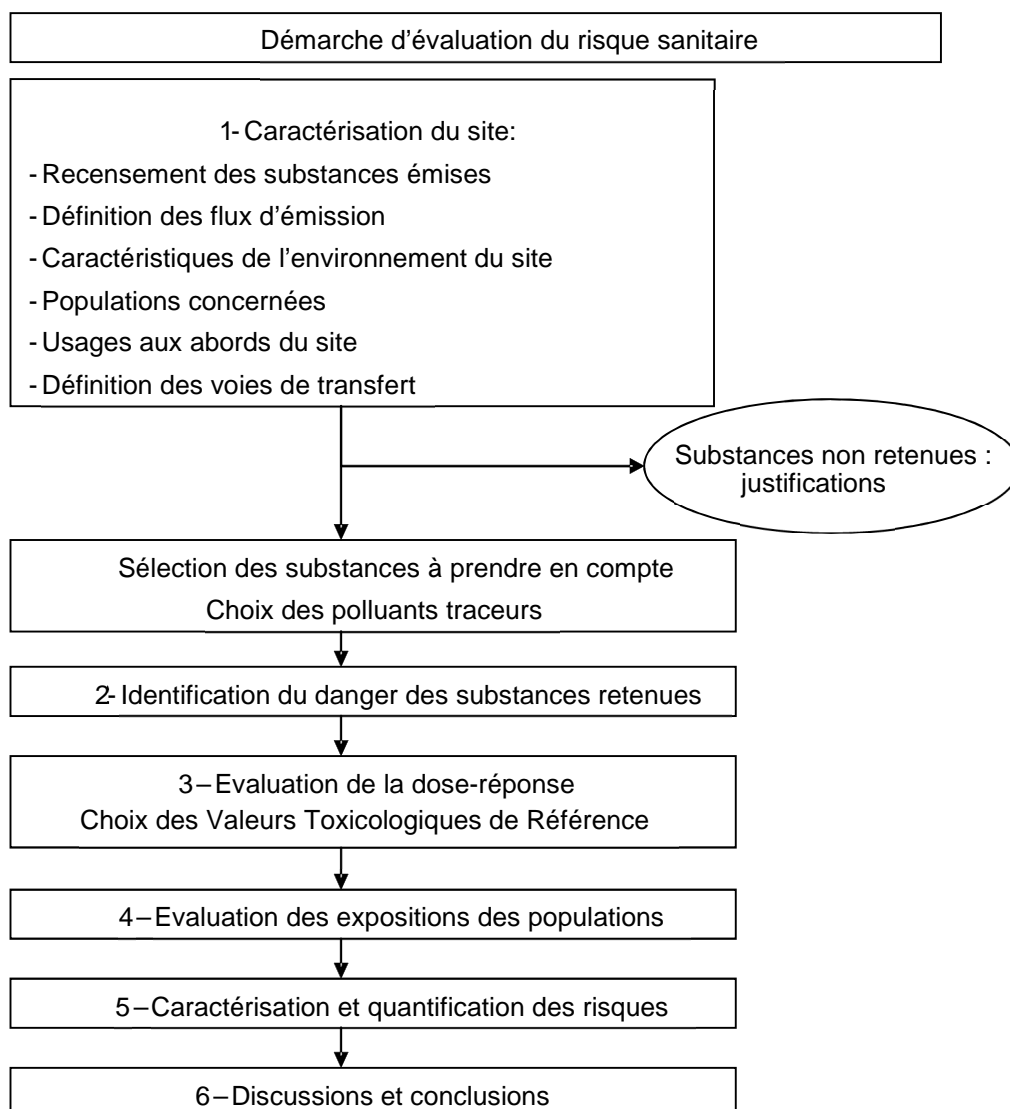 Démarche d'évaluation du risque sanitaire
1- Caractérisation du site:
- Recensement des substances émises
- Définition des flux d'émission
- Caractéristiques de l'environnement du site
- Populations concernées
- Usages aux abords du site
- Définition des voies de transfert
Substances non retenues :
justifications
Sélection des substances à prendre en compte
Choix des polluants traceurs
2- Identification du danger des substances retenues
3– Evaluation de la dose-réponse
Choix des Valeurs Toxicologiques de Référence
4– Evaluation des expositions des populations
5– Caractérisation et quantification des risques
6– Discussions et conclusions